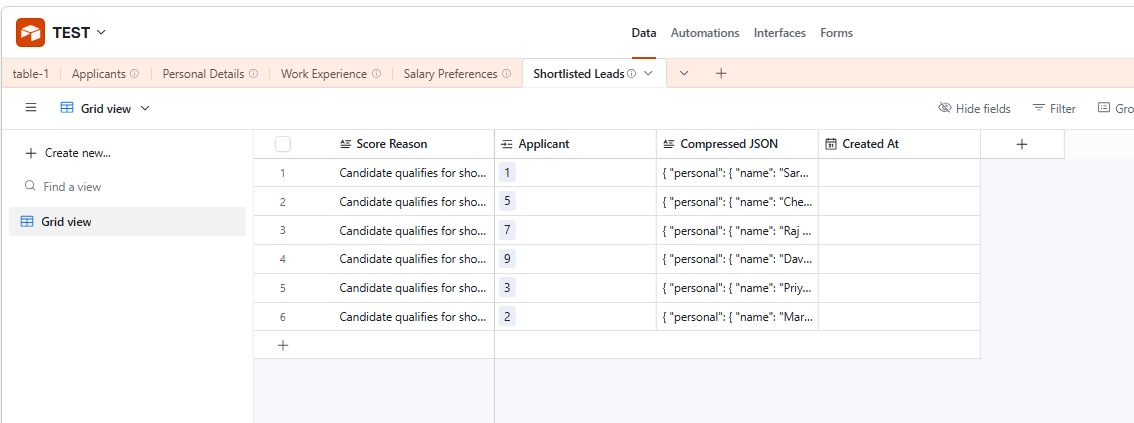 TEST
Data Automations Interfaces Forms
table-1 Applicants Personal Details Work Experience Salary Preferences Shortlisted Leads
Grid view Hide fields Filter Gro
Create new...
Find a view
Grid view
Score Reason Applicant Compressed JSON Created At
1 Candidate qualifies for sho... 1 { "personal": { "name": "Sar...
2 Candidate qualifies for sho... 5 { "personal": { "name": "Che...
3 Candidate qualifies for sho... 7 { "personal": { "name": "Raj ...
4 Candidate qualifies for sho... 9 { "personal": { "name": "Dav...
5 Candidate qualifies for sho... 3 { "personal": { "name": "Priy...
6 Candidate qualifies for sho... 2 { "personal": { "name": "Mar...